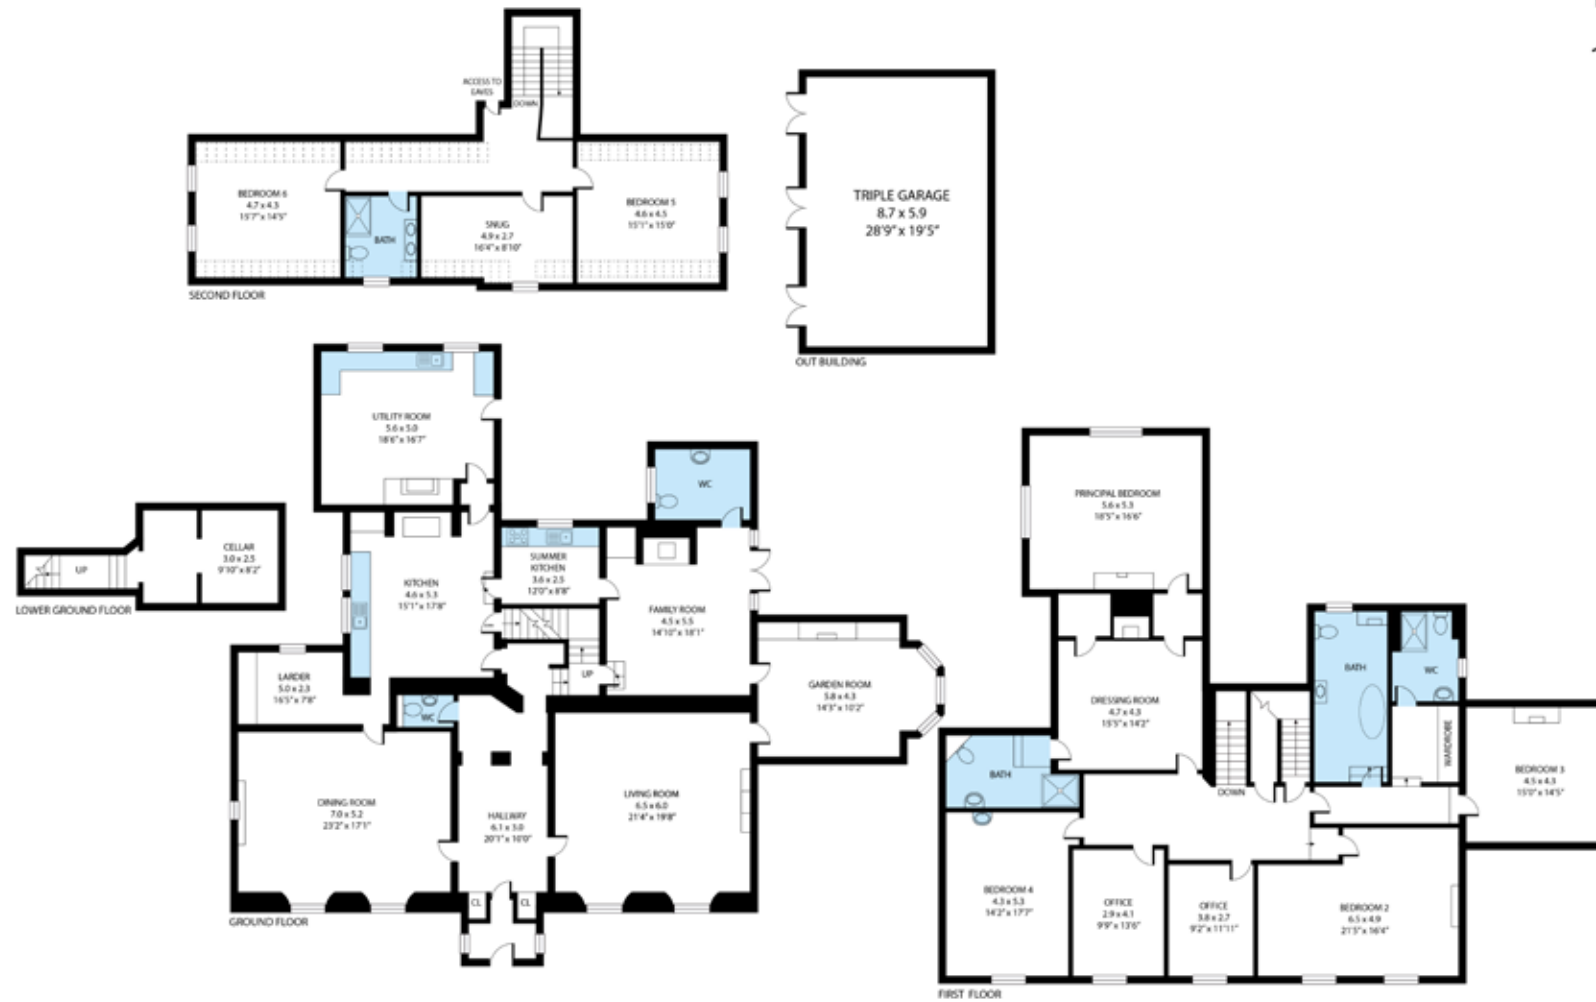 ACCESS TO
EAVES
DOWN
BEDROOM 6
4.7 x 4.3
15'7" x 14'5"
BATH
SNUG
4.9 x 2.7
16'4" x 8'10"
BEDROOM 5
4.6 x 4.5
15'1" x 15'0"
SECOND FLOOR
TRIPLE GARAGE
8.7 x 5.9
28'9" x 19'5"
OUT BUILDING
UP
CELLAR
3.0 x 2.5
9'10" x 8'2"
LOWER GROUND FLOOR
UTILITY ROOM
5.6 x 5.0
18'6" x 16'7"
WC
KITCHEN
4.6 x 5.3
15'1" x 17'8"
SUMMER
KITCHEN
3.6 x 2.5
12'0" x 8'8"
FAMILY ROOM
4.5 x 5.5
14'10" x 18'1"
UP
LARDER
5.0 x 2.3
16'5" x 7'8"
WC
GARDEN ROOM
5.8 x 4.3
14'3" x 10'2"
DINING ROOM
7.0 x 5.2
23'2" x 17'1"
HALLWAY
6.1 x 3.0
20'1" x 10'0"
LIVING ROOM
6.5 x 6.0
21'4" x 19'8"
CL
CL
GROUND FLOOR
PRINCIPAL BEDROOM
5.6 x 5.3
18'5" x 16'6"
DRESSING ROOM
4.7 x 4.3
15'5" x 14'2"
BATH
BATH
WC
WARDROBE
DOWN
BEDROOM 3
4.5 x 4.3
15'0" x 14'5"
BEDROOM 4
4.3 x 5.3
14'2" x 17'7"
OFFICE
2.9 x 4.1
9'9" x 13'6"
OFFICE
3.8 x 2.7
9'2" x 11'11"
BEDROOM 2
6.5 x 4.9
21'5" x 16'4"
FIRST FLOOR